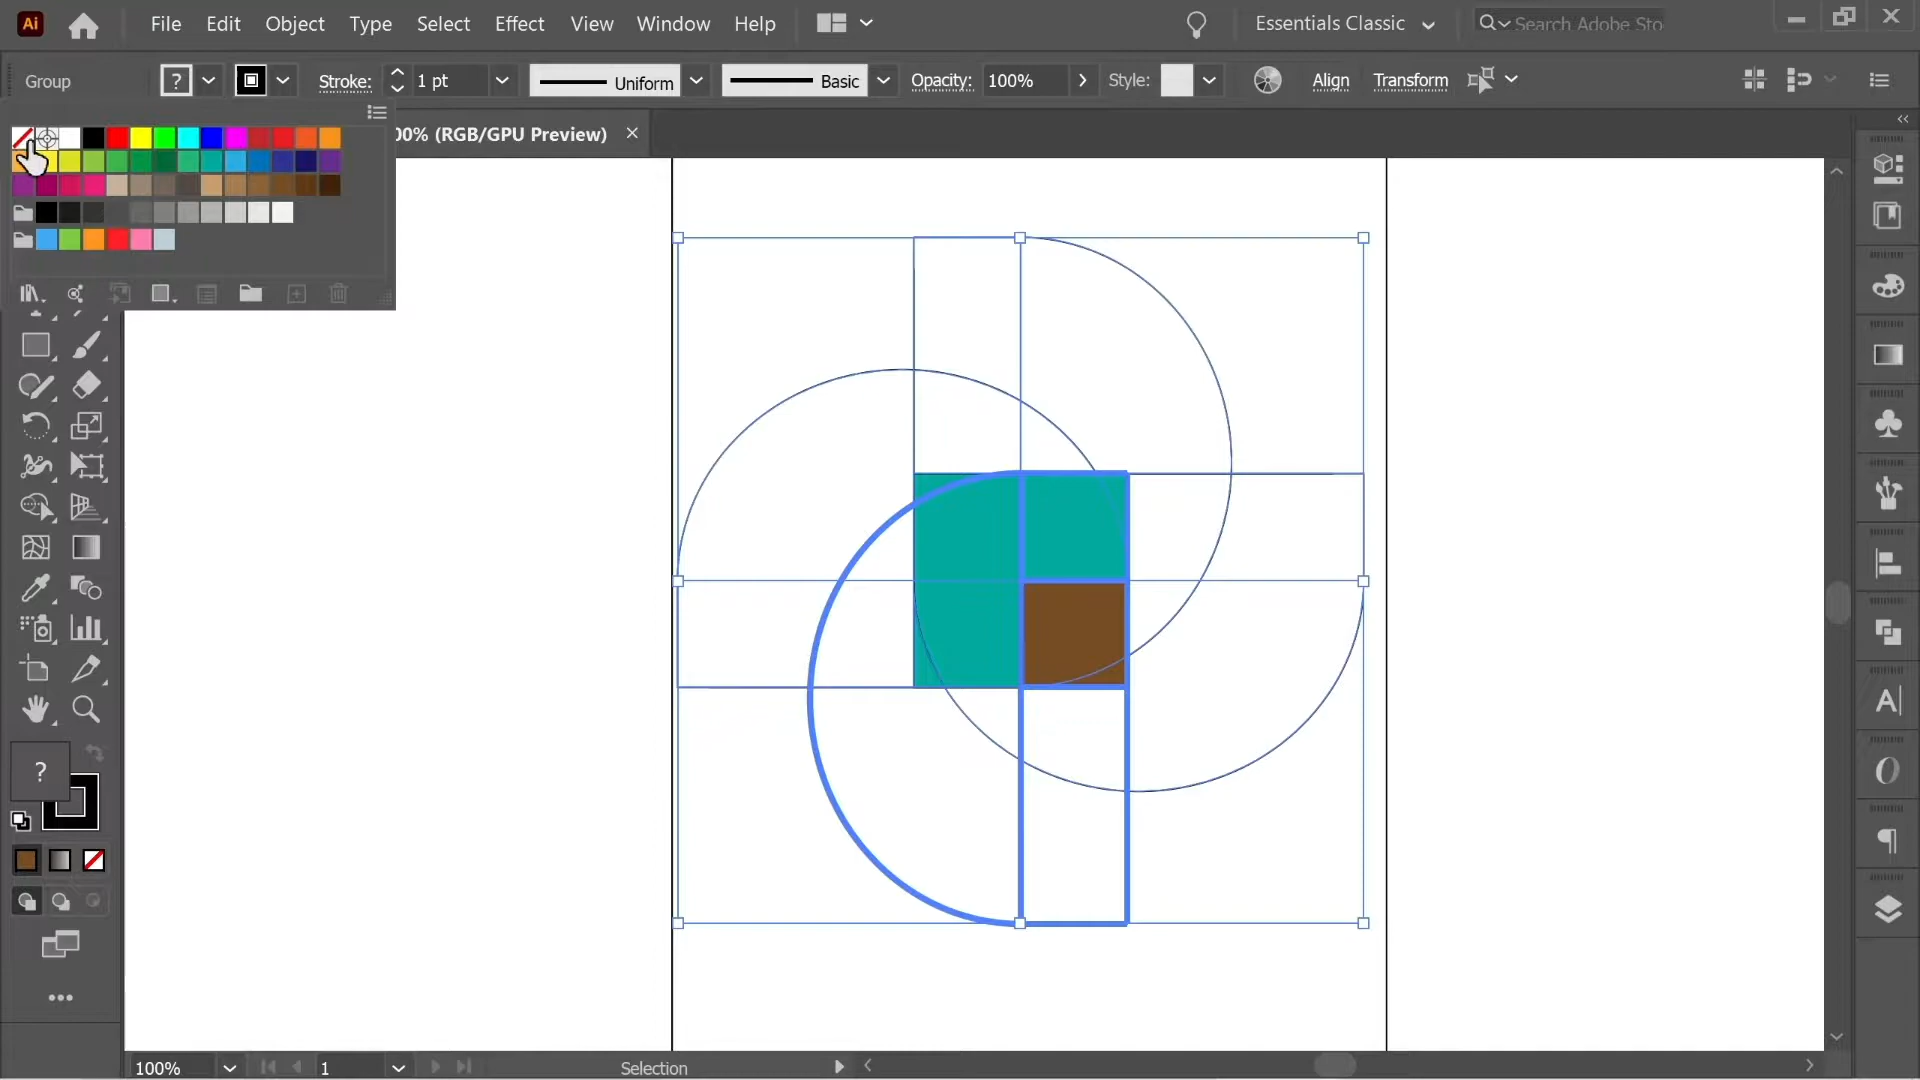 Ai File Edit Object Type Select Effect View Window Help Essentials Classic Search Adobe Sto
Group ? Stroke: 1 pt Uniform Basic Opacity: 100% Style: Align Transform
00% (RGB/GPU Preview)
?
100% 1 Selection